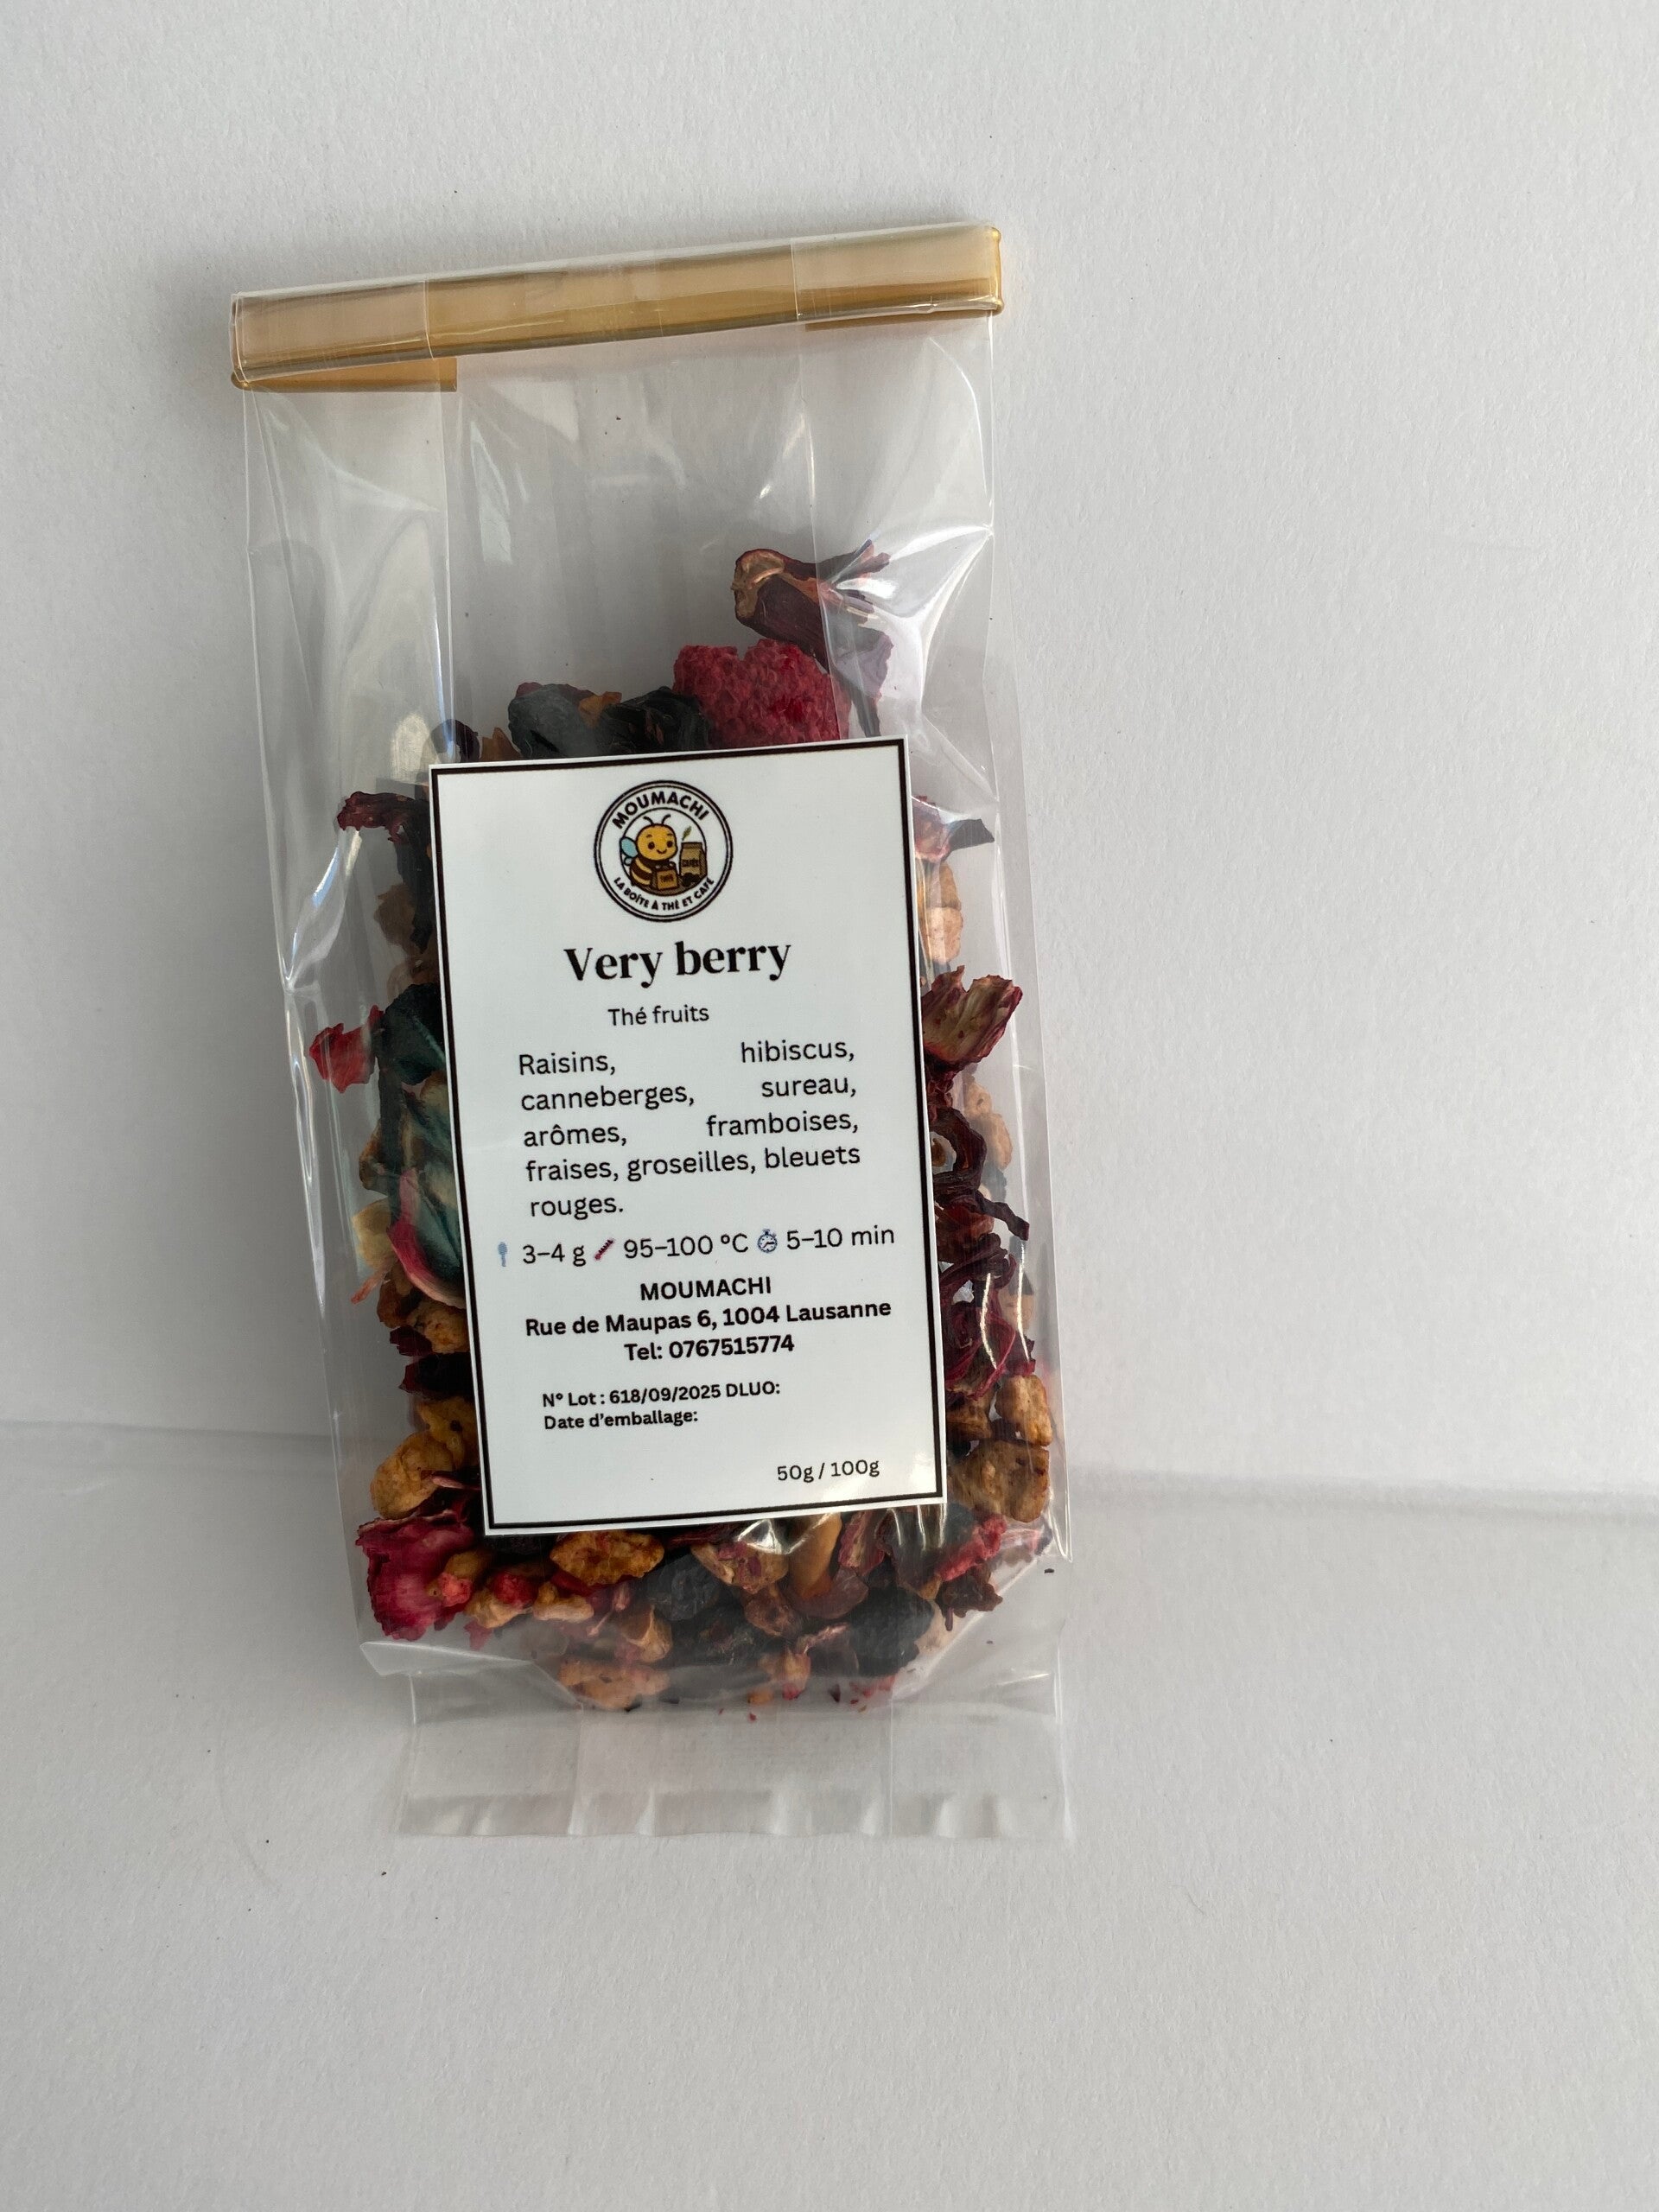 MOUMACHI
LA BOÎTE À THÉ ET CAFÉ
Very berry
Thé fruits
Raisins, hibiscus,
canneberges, sureau,
arômes, framboises,
fraises, groseilles, bleuets
rouges.
3–4 g 95–100 °C 5–10 min
MOUMACHI
Rue de Maupas 6, 1004 Lausanne
Tel: 0767515774
N° Lot : 618/09/2025 DLUO:
Date d'emballage:
50g / 100g